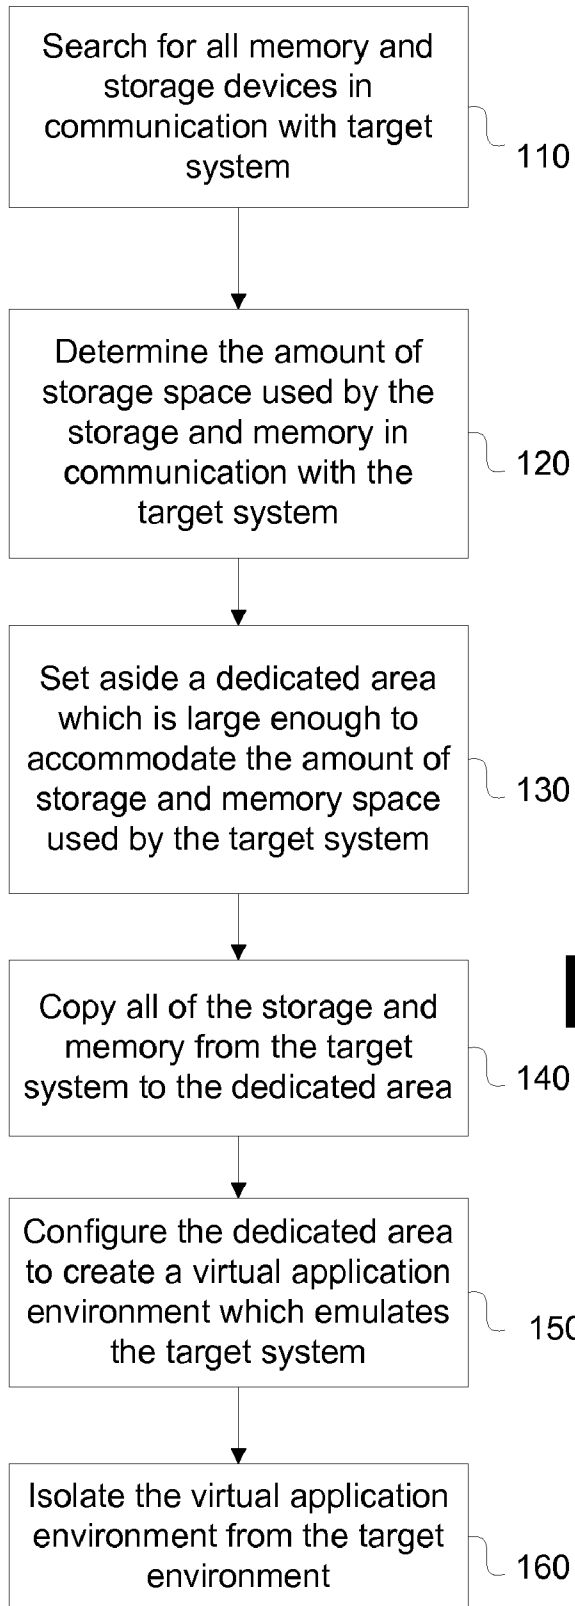 Search for all memory and
storage devices in
communication with target
system
110
Determine the amount of
storage space used by the
storage and memory in
communication with the
target system
120
Set aside a dedicated area
which is large enough to
accommodate the amount of
storage and memory space
used by the target system
130
Copy all of the storage and
memory from the target
system to the dedicated area
140
Configure the dedicated area
to create a virtual application
environment which emulates
the target system
150
Isolate the virtual application
environment from the target
environment
160